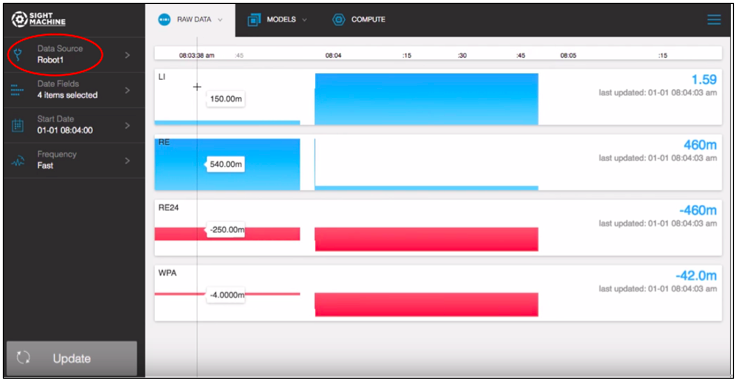 SIGHT
MACHINE
RAW DATA
MODELS
COMPUTE
Data Source
Robot1
Date Fields
4 items selected
Start Date
01-01 08:04:00
Frequency
Fast
Update
08:03:38 am :45 08:04 :15 :30 :45 08:05 :15
LI
150.00m
1.59
last updated: 01-01 08:04:03 am
RE
540.00m
460m
last updated: 01-01 08:04:03 am
RE24
-250.00m
-460m
last updated: 01-01 08:04:03 am
WPA
-4.0000m
-42.0m
last updated: 01-01 08:04:03 am